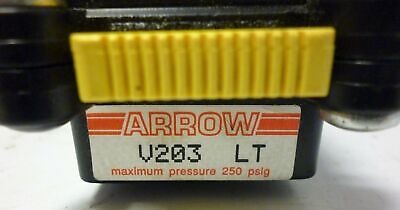 ARROW
V203 LT
maximum pressure 250 psig